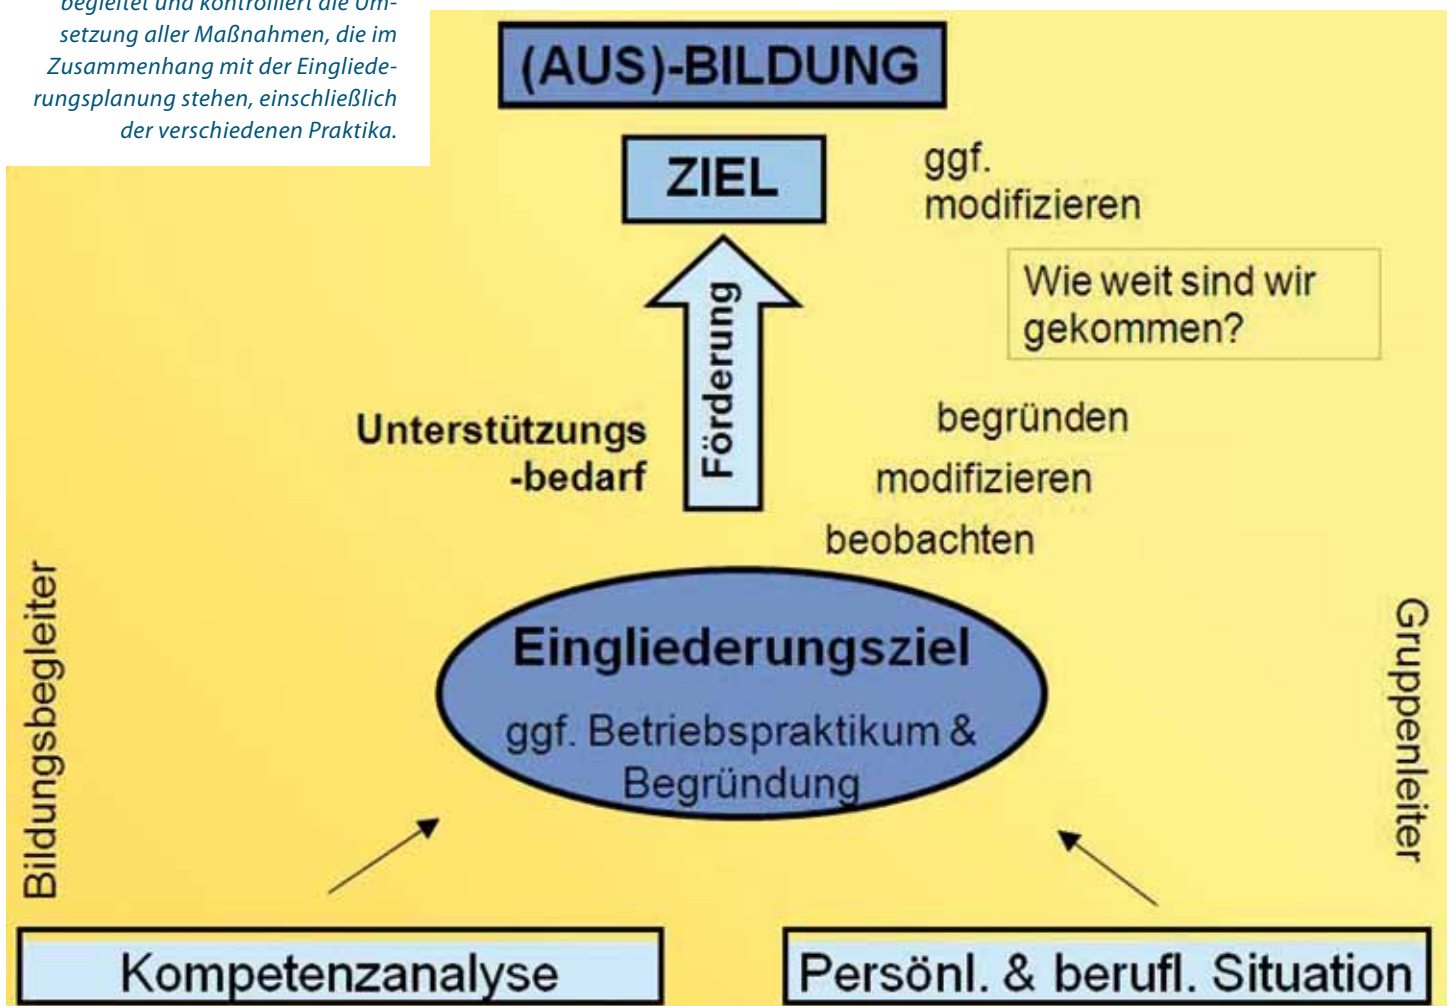 begleitet und kontrolliert die Um-
setzung aller Maßnahmen, die im
Zusammenhang mit der Eingliede-
rungsplanung stehen, einschließlich
der verschiedenen Praktika.
(AUS)-BILDUNG
ZIEL
ggf.
modifizieren
Wie weit sind wir
gekommen?
Förderung
Unterstützungs
-bedarf
begründen
modifizieren
beobachten
Bildungsbegleiter
Gruppenleiter
Eingliederungsziel
ggf. Betriebspraktikum &
Begründung
Kompetenzanalyse
Persönl. & berufl. Situation